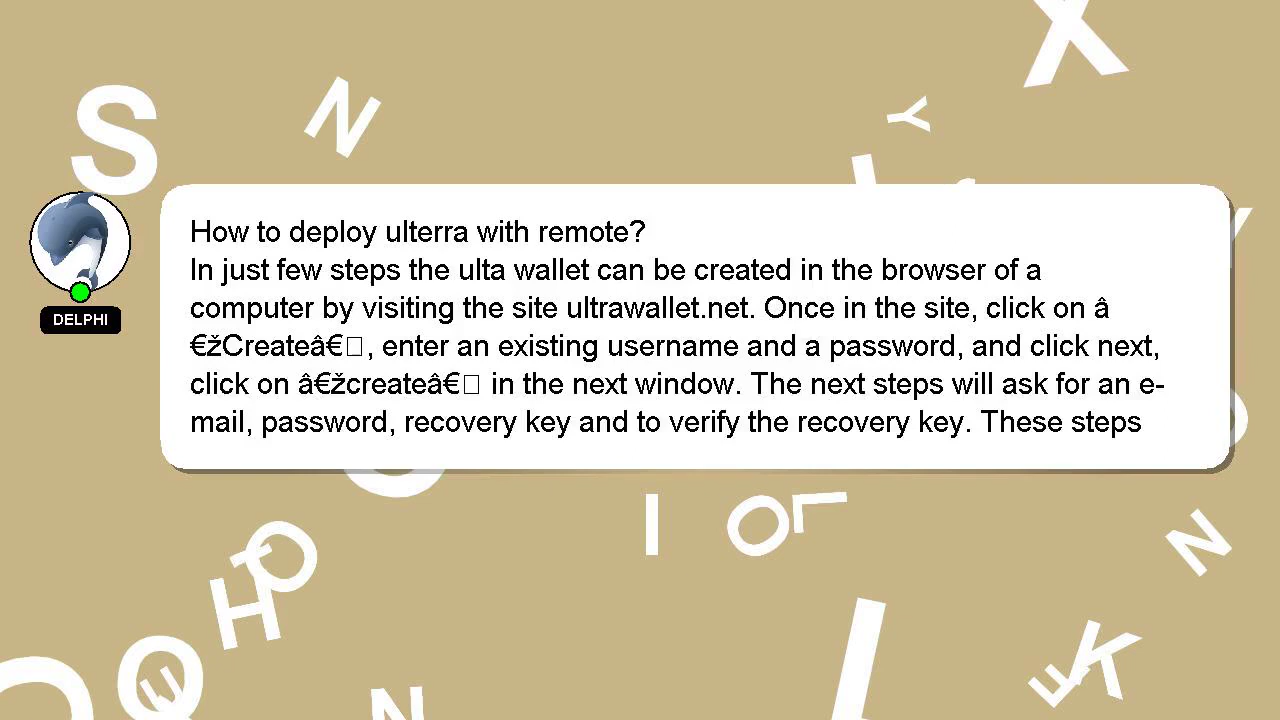 How to deploy ulterra with remote?
In just few steps the ulta wallet can be created in the browser of a
computer by visiting the site ultrawallet.net. Once in the site, click on â
€žCreateâ€□, enter an existing username and a password, and click next,
click on â€žcreateâ€□ in the next window. The next steps will ask for an e-
mail, password, recovery key and to verify the recovery key. These steps
DELPHI